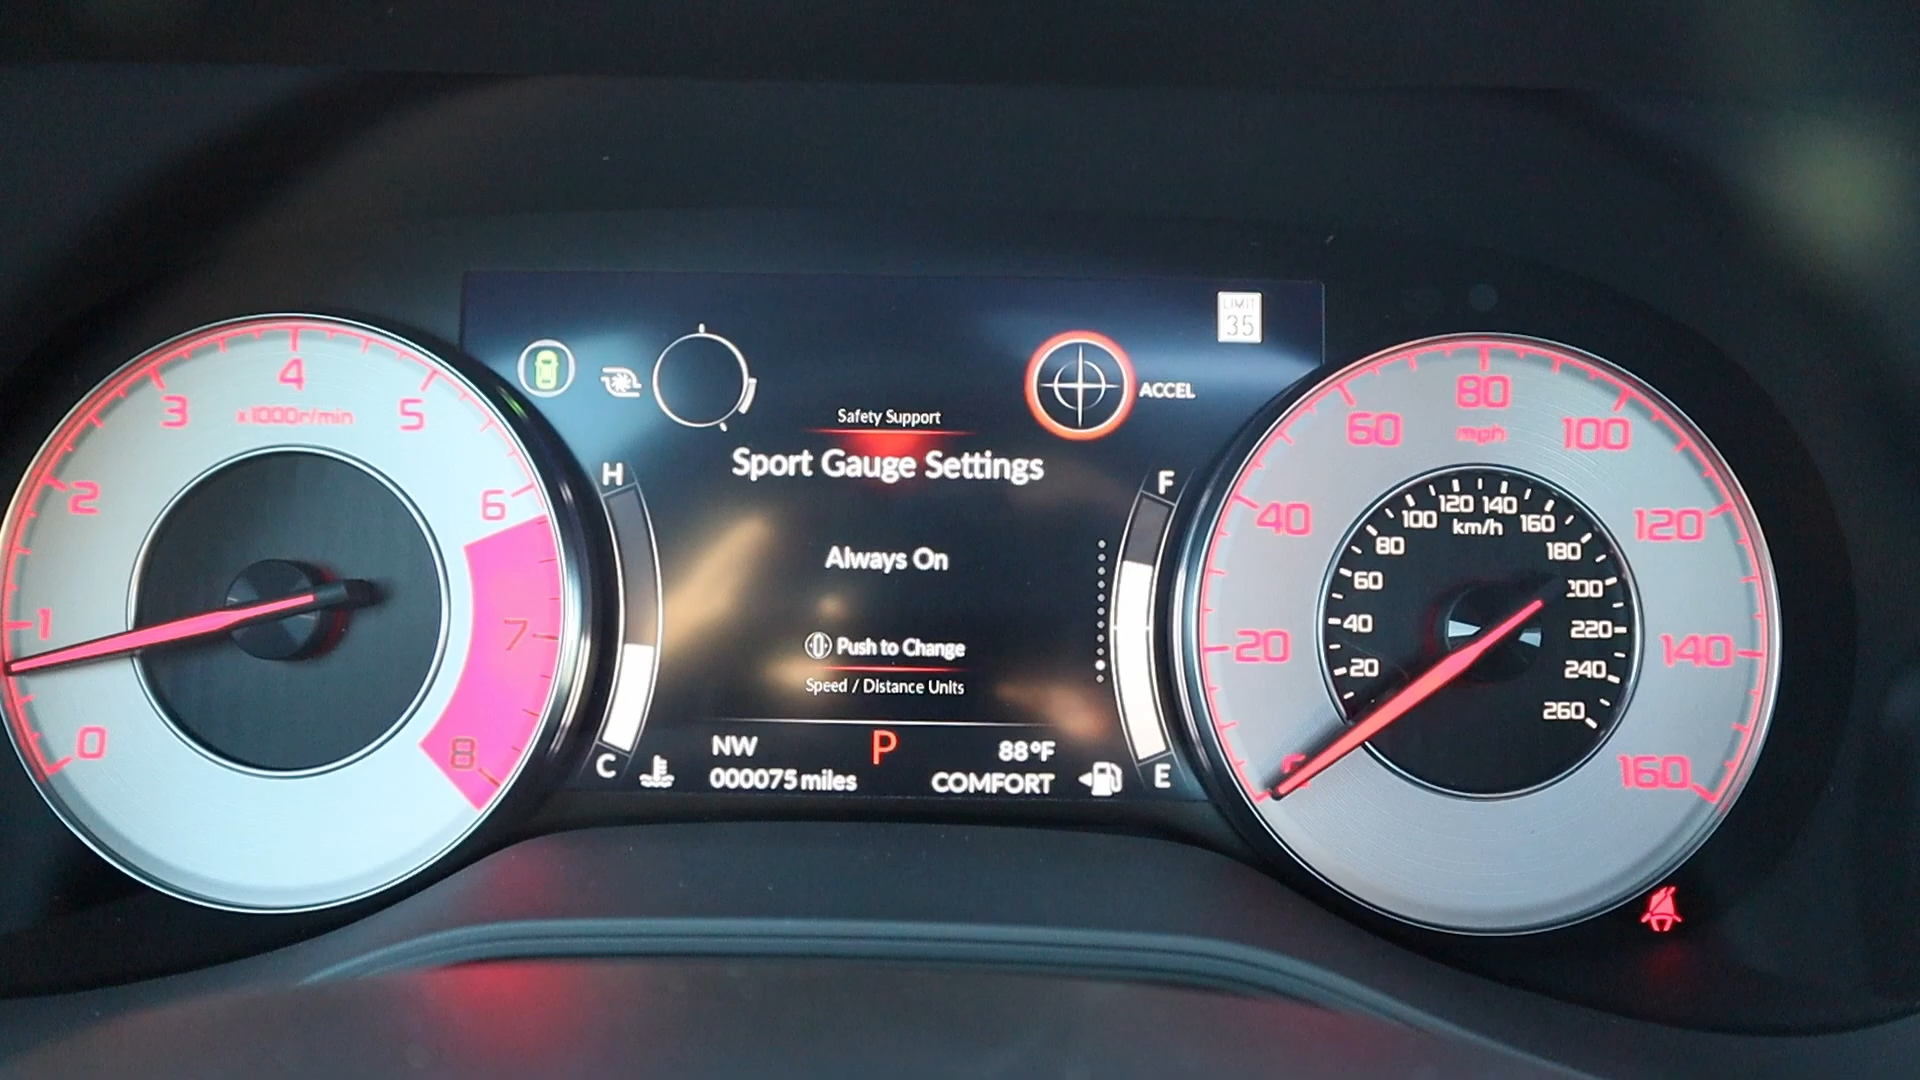 LIMIT
35
ACCEL
Safety Support
Sport Gauge Settings
Always On
Push to Change
Speed / Distance Units
NW
P
88°F
000075 miles
COMFORT
H
C
F
E
0
1
2
3
4
5
6
7
8
x1000r/min
20
40
60
80
100
120
140
160
mph
20
40
60
80
100
120
140
160
180
200
220
240
260
km/h